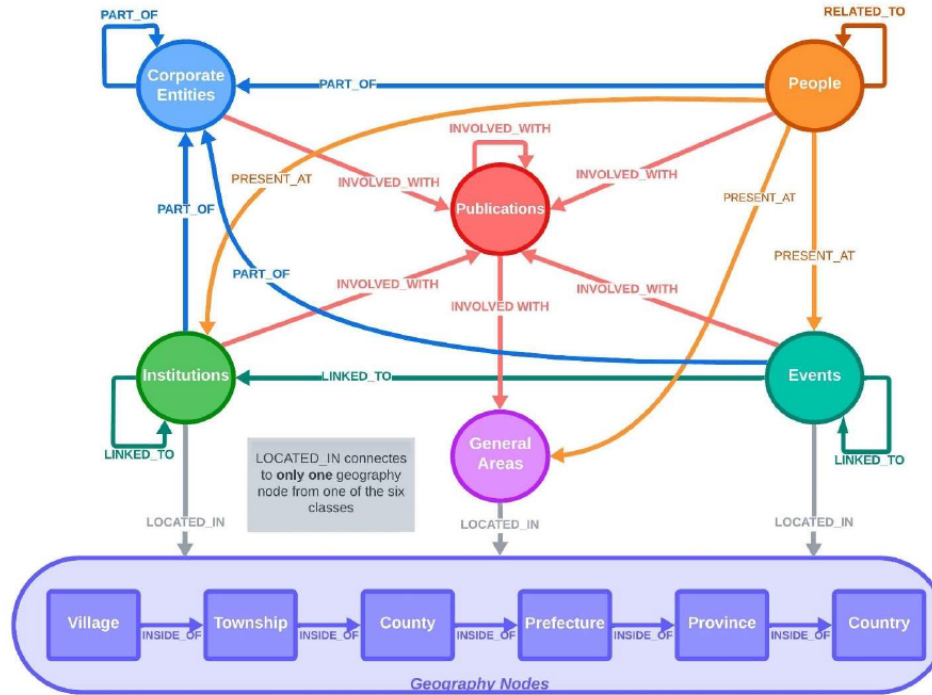 PART_OF
RELATED_TO
Corporate
Entities
PART_OF
People
INVOLVED_WITH
PRESENT_AT
INVOLVED_WITH
INVOLVED_WITH
PRESENT_AT
PART_OF
Publications
PART_OF
PRESENT_AT
INVOLVED_WITH
INVOLVED WITH
INVOLVED_WITH
Institutions
LINKED_TO
Events
General
Areas
LINKED_TO
LOCATED_IN connectes
to only one geography
node from one of the six
classes
LINKED_TO
LOCATED_IN
LOCATED_IN
LOCATED_IN
Village
INSIDE_OF
Township
INSIDE_OF
County
INSIDE_OF
Prefecture
INSIDE_OF
Province
INSIDE_OF
Country
Geography Nodes